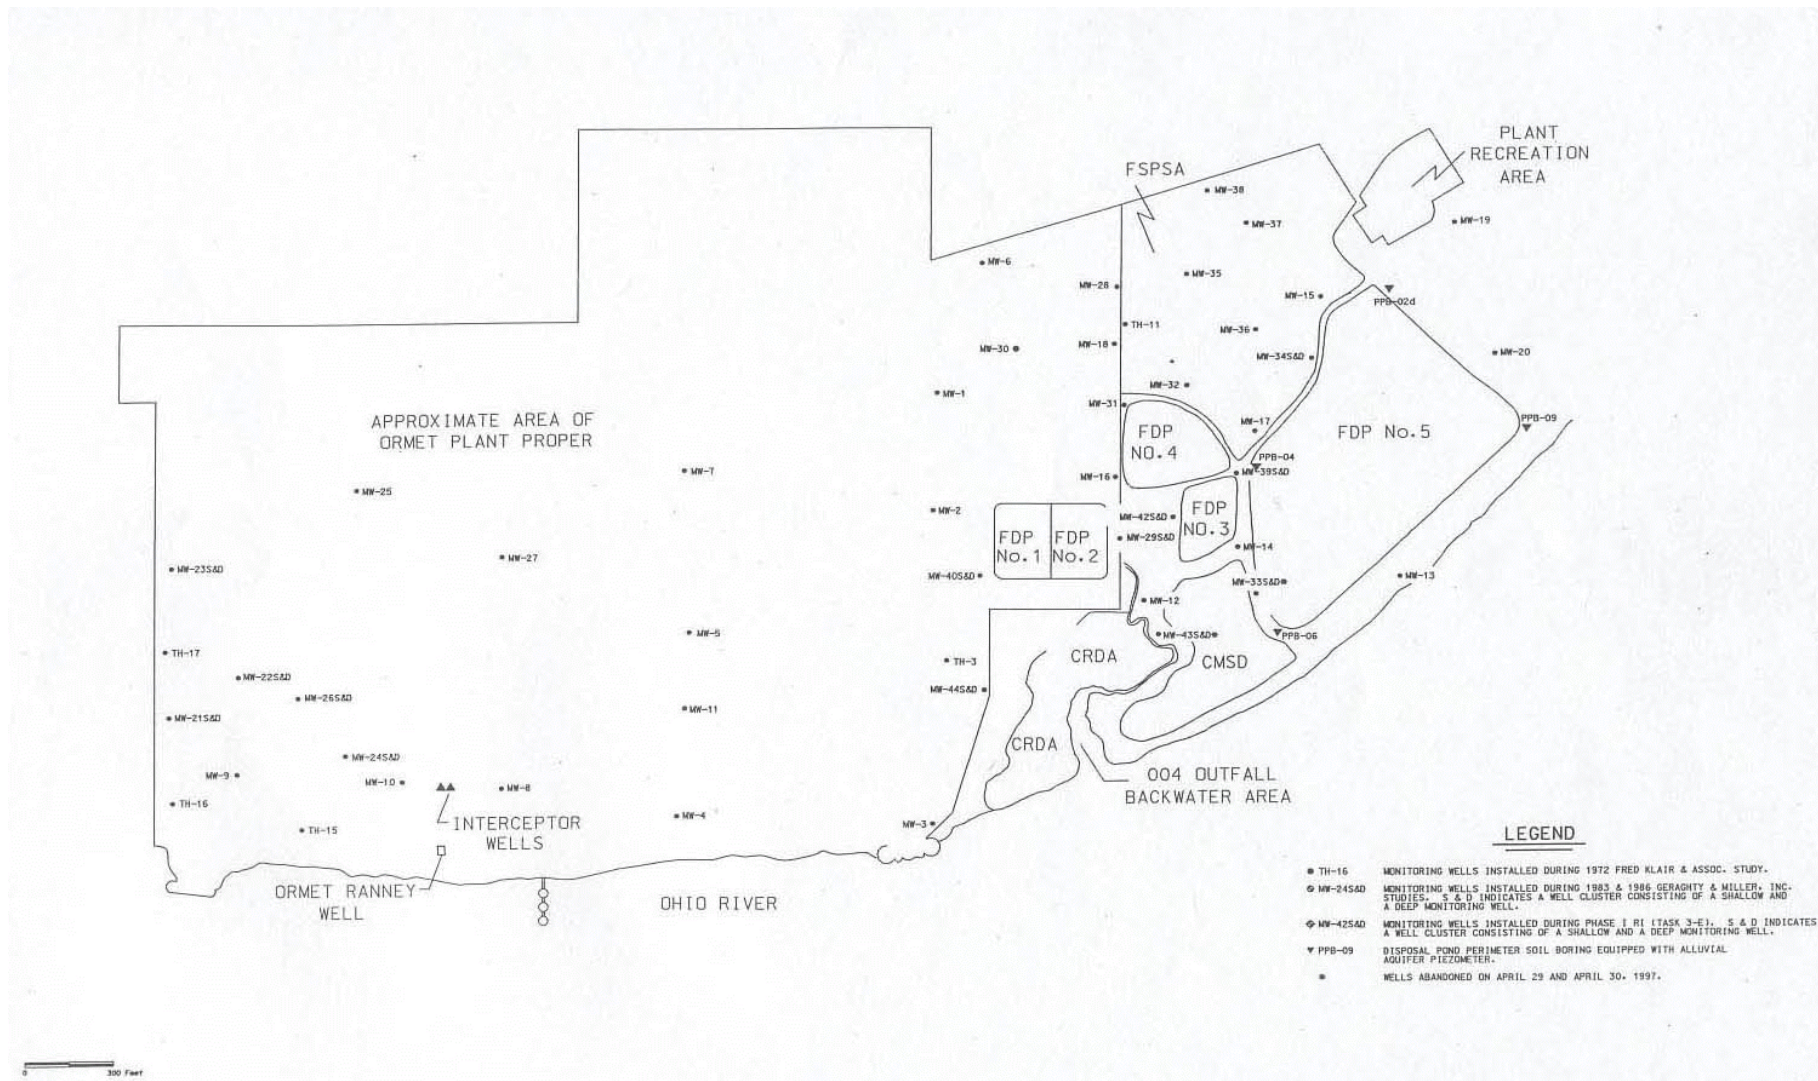 PLANT
RECREATION
AREA
FSPSA
MW-38
MW-37
MW-19
MW-6
MW-35
MW-28
MW-15
PPB-02d
TH-11
MW-36
MW-18
MW-30
MW-34S&D
MW-20
MW-32
MW-1
MW-31
APPROXIMATE AREA OF
ORMET PLANT PROPER
FDP
NO.4
MW-17
FDP No.5
PPB-09
PPB-04
MW-7
MW-16
MW-39S&D
MW-25
MW-2
MW-42S&D
FDP
NO.3
FDP
No.1
FDP
No.2
MW-29S&D
MW-14
MW-27
MW-23S&D
MW-40S&D
MW-33S&D
MW-13
MW-12
MW-5
MW-43S&D
PPB-06
TH-17
TH-3
CRDA
CMSD
MW-22S&D
MW-44S&D
MW-26S&D
MW-11
MW-21S&D
CRDA
MW-24S&D
MW-9
MW-10
MW-8
004 OUTFALL
BACKWATER AREA
TH-16
TH-15
INTERCEPTOR
WELLS
MW-4
MW-3
ORMET RANNEY
WELL
OHIO RIVER
LEGEND
TH-16 MONITORING WELLS INSTALLED DURING 1972 FRED KLAIR & ASSOC. STUDY.
MW-24S&D MONITORING WELLS INSTALLED DURING 1983 & 1986 GERAGHTY & MILLER, INC.
STUDIES. S & D INDICATES A WELL CLUSTER CONSISTING OF A SHALLOW AND
A DEEP MONITORING WELL.
MW-42S&D MONITORING WELLS INSTALLED DURING PHASE I RI (TASK 3-E). S & D INDICATES
A WELL CLUSTER CONSISTING OF A SHALLOW AND A DEEP MONITORING WELL.
PPB-09 DISPOSAL POND PERIMETER SOIL BORING EQUIPPED WITH ALLUVIAL
AQUIFER PIEZOMETER.
WELLS ABANDONED ON APRIL 29 AND APRIL 30, 1997.
0 300 Feet